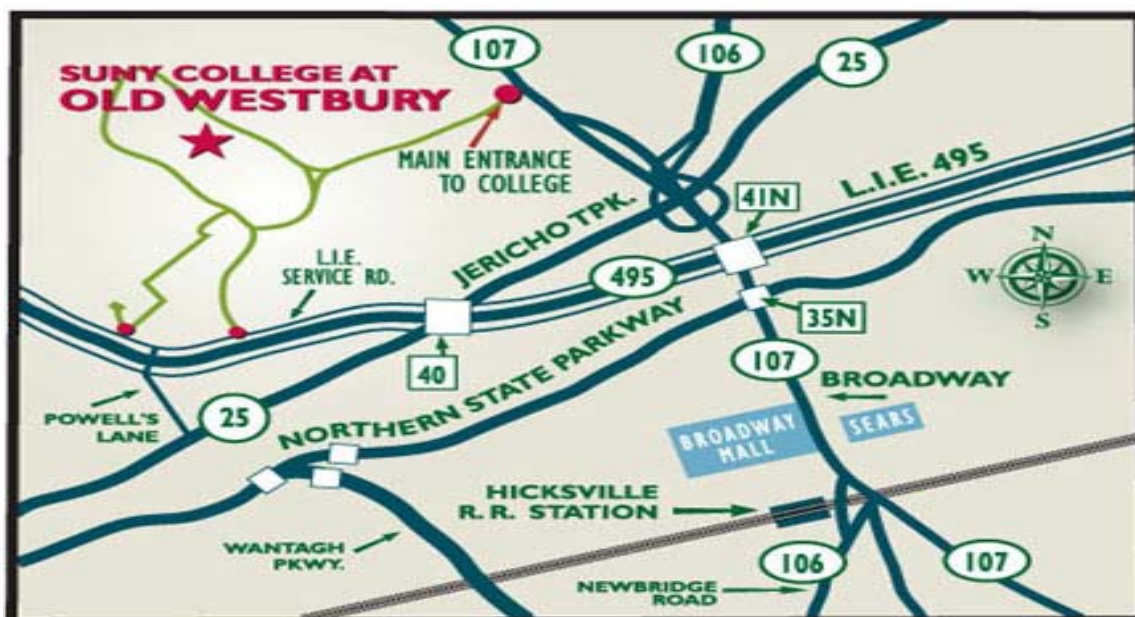 107
106
25
SUNY COLLEGE AT
OLD WESTBURY
MAIN ENTRANCE
TO COLLEGE
41N
L.I.E. 495
JERICHO TPK.
L.I.E.
SERVICE RD.
495
N
W
E
S
35N
40
107
BROADWAY
POWELL'S
LANE
25
NORTHERN STATE PARKWAY
BROADWAY
MALL
SEARS
HICKSVILLE
R.R. STATION
WANTAGH
PKWY.
106
107
NEWBRIDGE
ROAD